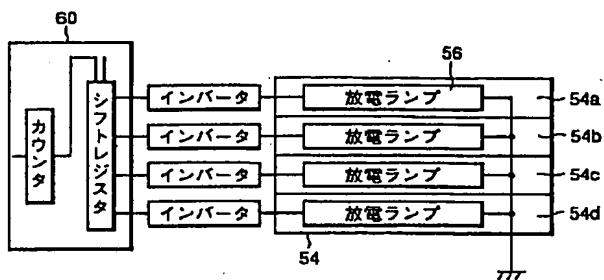 60
カウンタ
シフトレジスタ
インバータ
放電ランプ
56
54a
インバータ
放電ランプ
54b
インバータ
放電ランプ
54c
インバータ
放電ランプ
54d
54